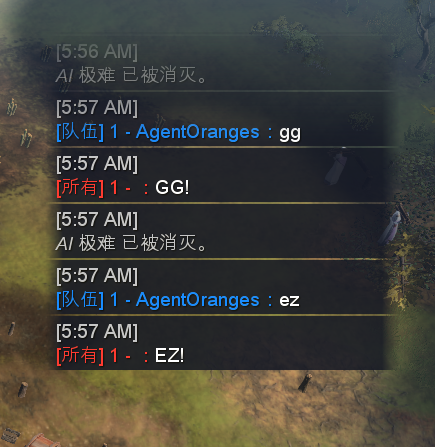 [5:56 AM]
AI 极难 已被消灭。
[5:57 AM]
[队伍] 1 - AgentOranges：gg
[5:57 AM]
[所有] 1 - ：GG!
[5:57 AM]
AI 极难 已被消灭。
[5:57 AM]
[队伍] 1 - AgentOranges：ez
[5:57 AM]
[所有] 1 - ：EZ!